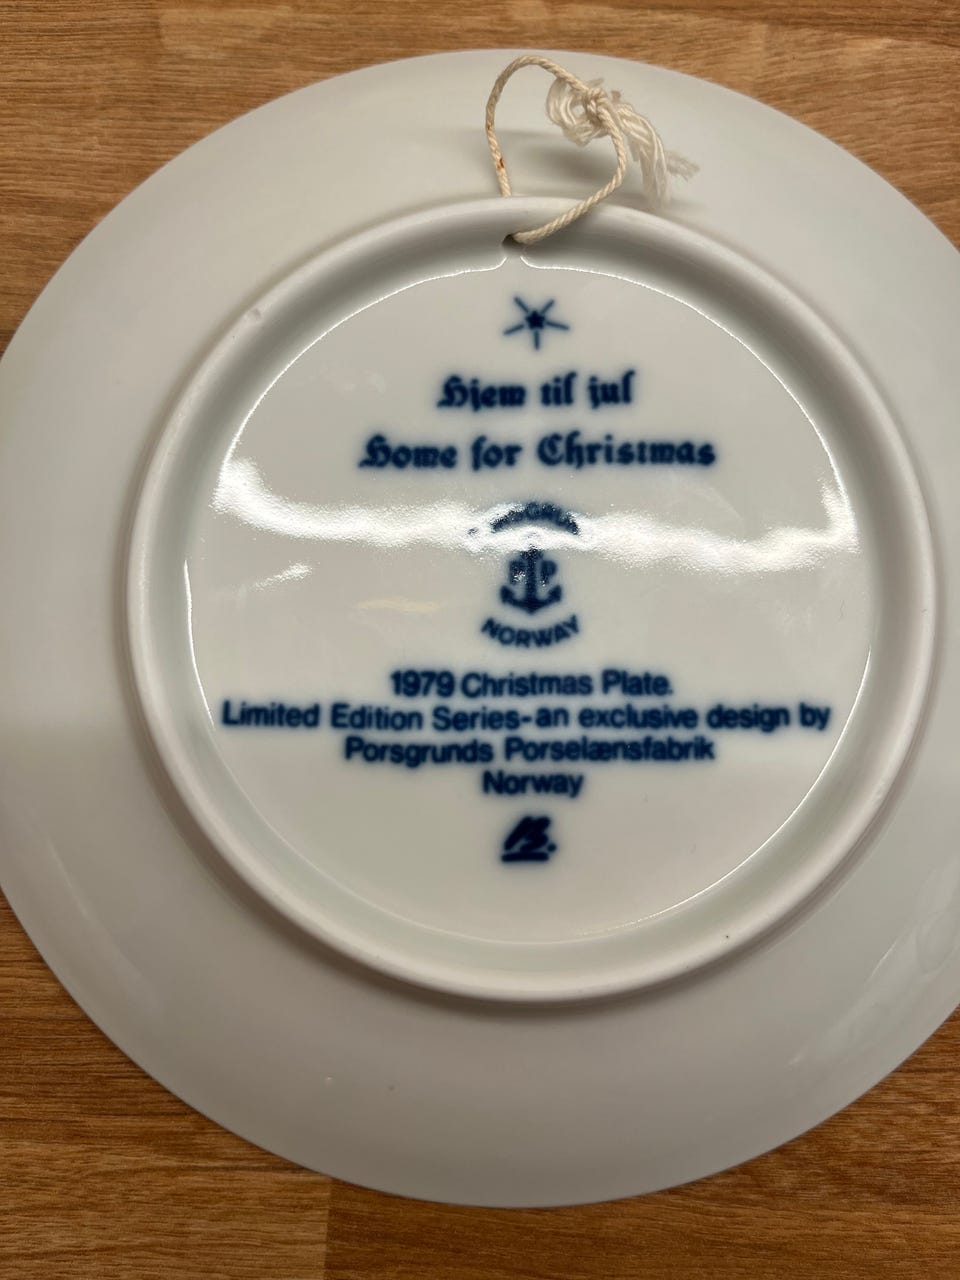 Hjem til jul
Home for Christmas
P P
NORWAY
1979 Christmas Plate.
Limited Edition Series-an exclusive design by
Porsgrunds Porselænsfabrik
Norway